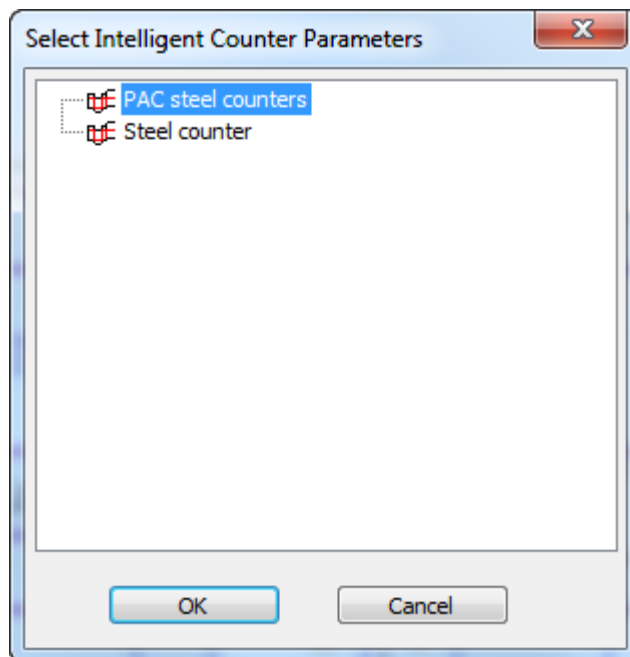 Select Intelligent Counter Parameters
PAC steel counters
Steel counter
OK
Cancel